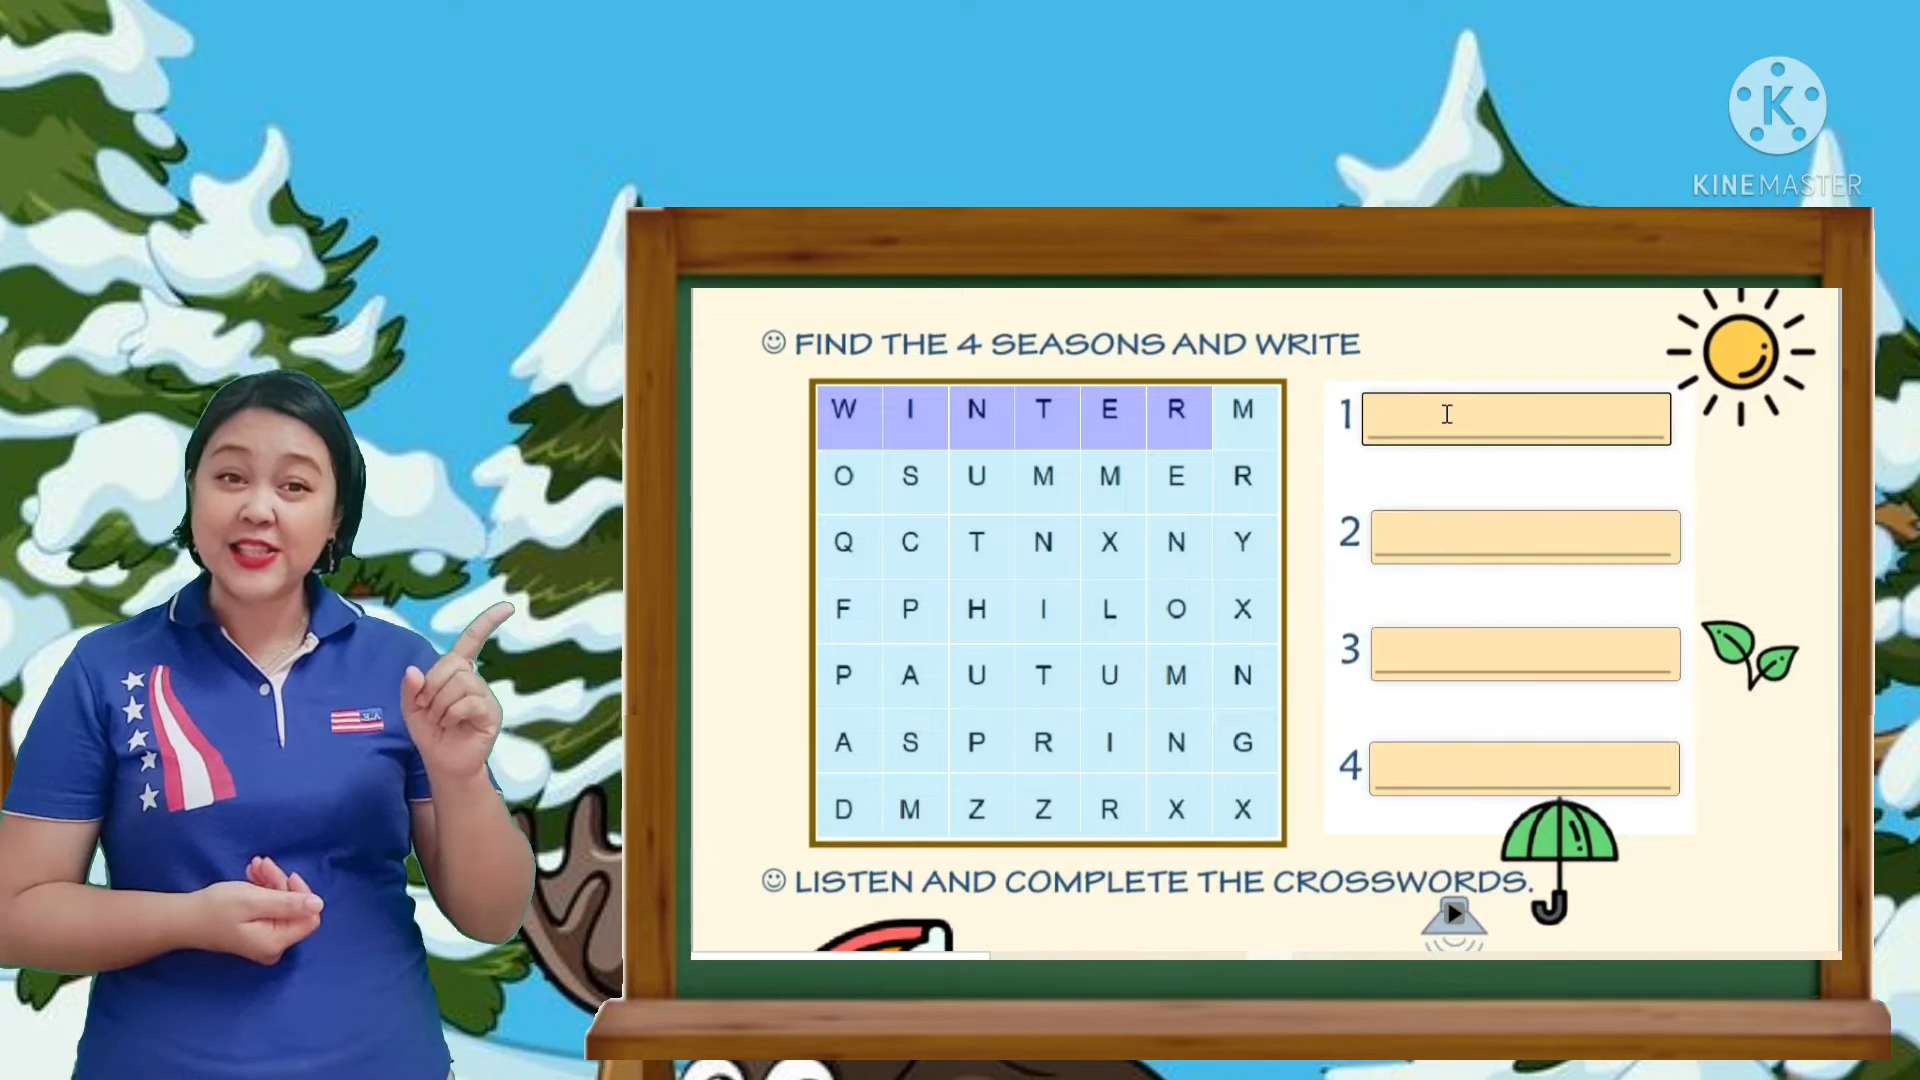 K
KINEMASTER
☺ FIND THE 4 SEASONS AND WRITE
W I N T E R M
O S U M M E R
Q C T N X N Y
F P H I L O X
P A U T U M N
A S P R I N G
D M Z Z R X X
1
2
3
4
☺ LISTEN AND COMPLETE THE CROSSWORDS.